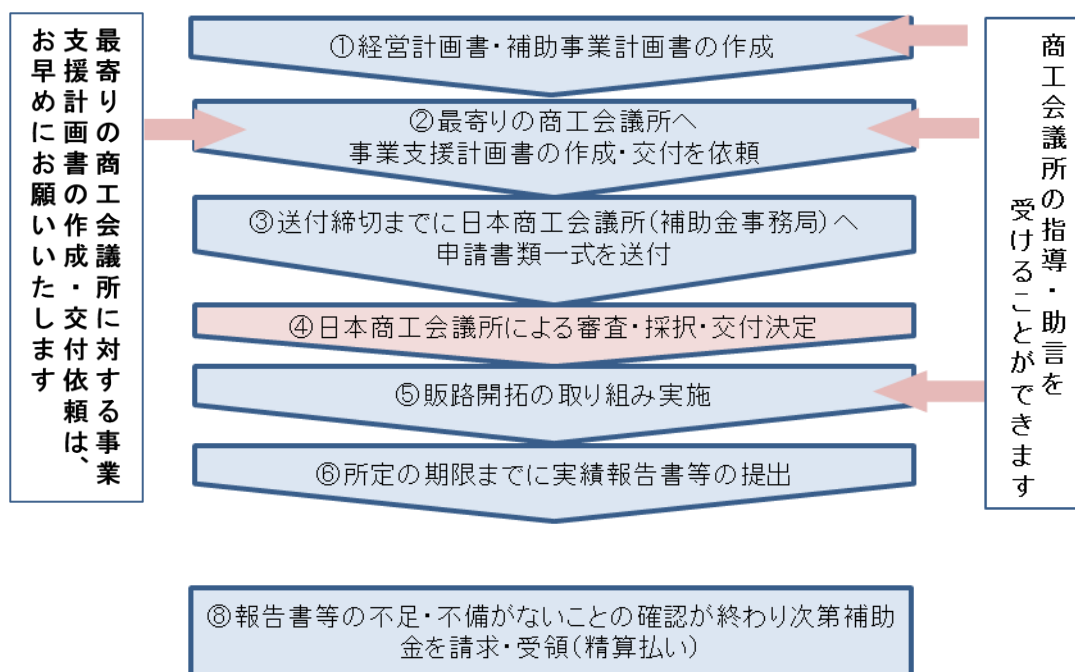 最寄りの商工会議所に対する事業
支援計画書の作成・交付依頼は、
お早めにお願いいたします
①経営計画書・補助事業計画書の作成
②最寄りの商工会議所へ
事業支援計画書の作成・交付を依頼
③送付締切までに日本商工会議所(補助金事務局)へ
申請書類一式を送付
④日本商工会議所による審査・採択・交付決定
⑤販路開拓の取り組み実施
⑥所定の期限までに実績報告書等の提出
⑧報告書等の不足・不備がないことの確認が終わり次第補助
金を請求・受領(精算払い)
商工会議所の指導・助言を
受けることができます